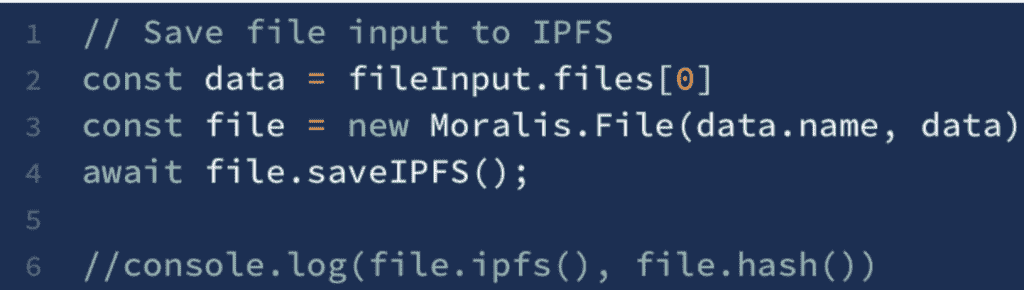 1 // Save file input to IPFS
2 const data = fileInput.files[0]
3 const file = new Moralis.File(data.name, data)
4 await file.saveIPFS();
5
6 //console.log(file.ipfs(), file.hash())